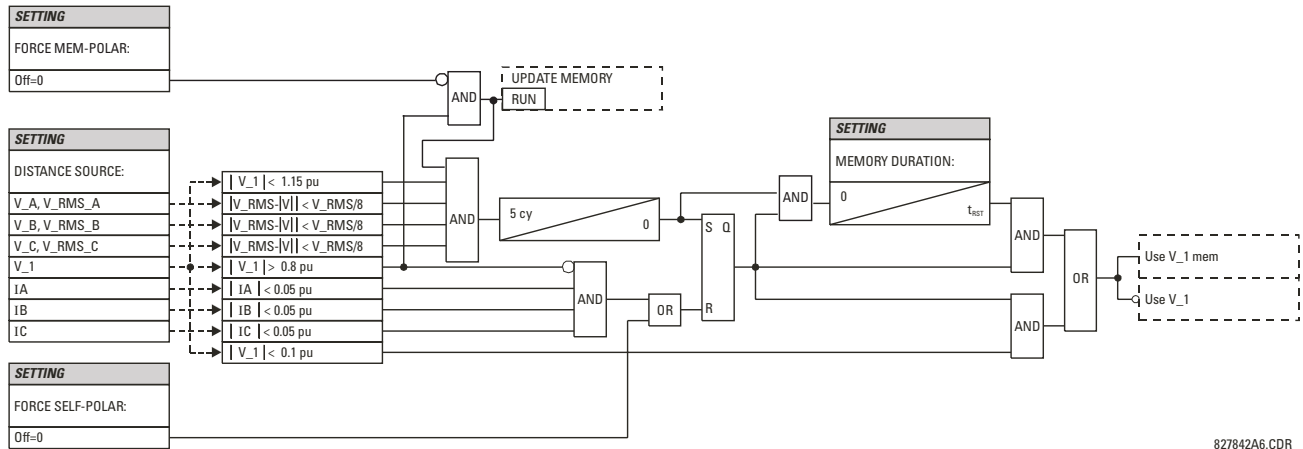 SETTING
FORCE MEM-POLAR:
Off=0
AND
UPDATE MEMORY
RUN
SETTING
DISTANCE SOURCE:
V_A, V_RMS_A
V_B, V_RMS_B
V_C, V_RMS_C
V_1
IA
IB
IC
| V_1 | < 1.15 pu
|V_RMS-|V|| < V_RMS/8
|V_RMS-|V|| < V_RMS/8
|V_RMS-|V|| < V_RMS/8
| V_1 | > 0.8 pu
| IA | < 0.05 pu
| IB | < 0.05 pu
| IC | < 0.05 pu
| V_1 | < 0.1 pu
AND
5 cy
0
AND
OR
S Q
R
AND
SETTING
MEMORY DURATION:
0
tRST
AND
AND
OR
Use V_1 mem
Use V_1
SETTING
FORCE SELF-POLAR:
Off=0
827842A6.CDR